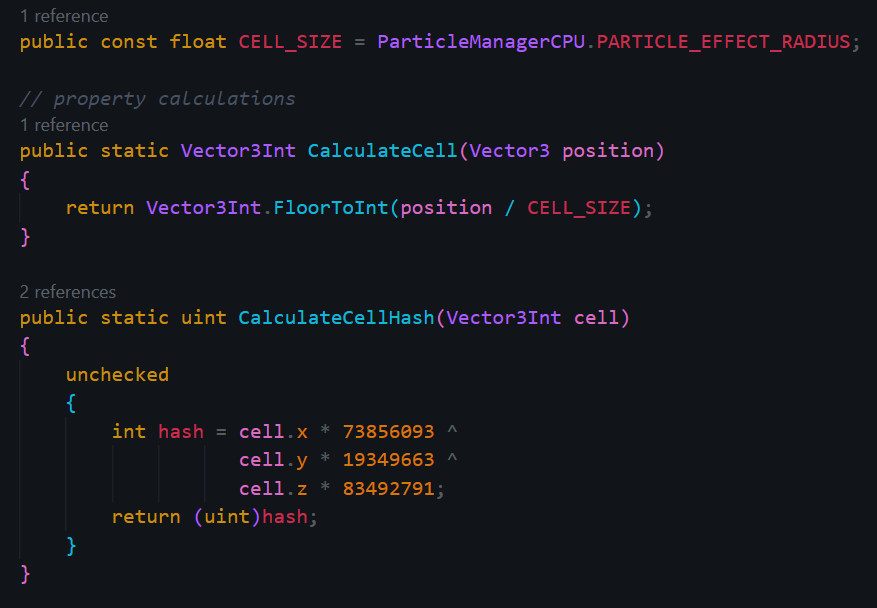 1 reference
public const float CELL_SIZE = ParticleManagerCPU.PARTICLE_EFFECT_RADIUS;
// property calculations
1 reference
public static Vector3Int CalculateCell(Vector3 position)
{
    return Vector3Int.FloorToInt(position / CELL_SIZE);
}
2 references
public static uint CalculateCellHash(Vector3Int cell)
{
    unchecked
    {
        int hash = cell.x * 73856093 ^
                   cell.y * 19349663 ^
                   cell.z * 83492791;
        return (uint)hash;
    }
}